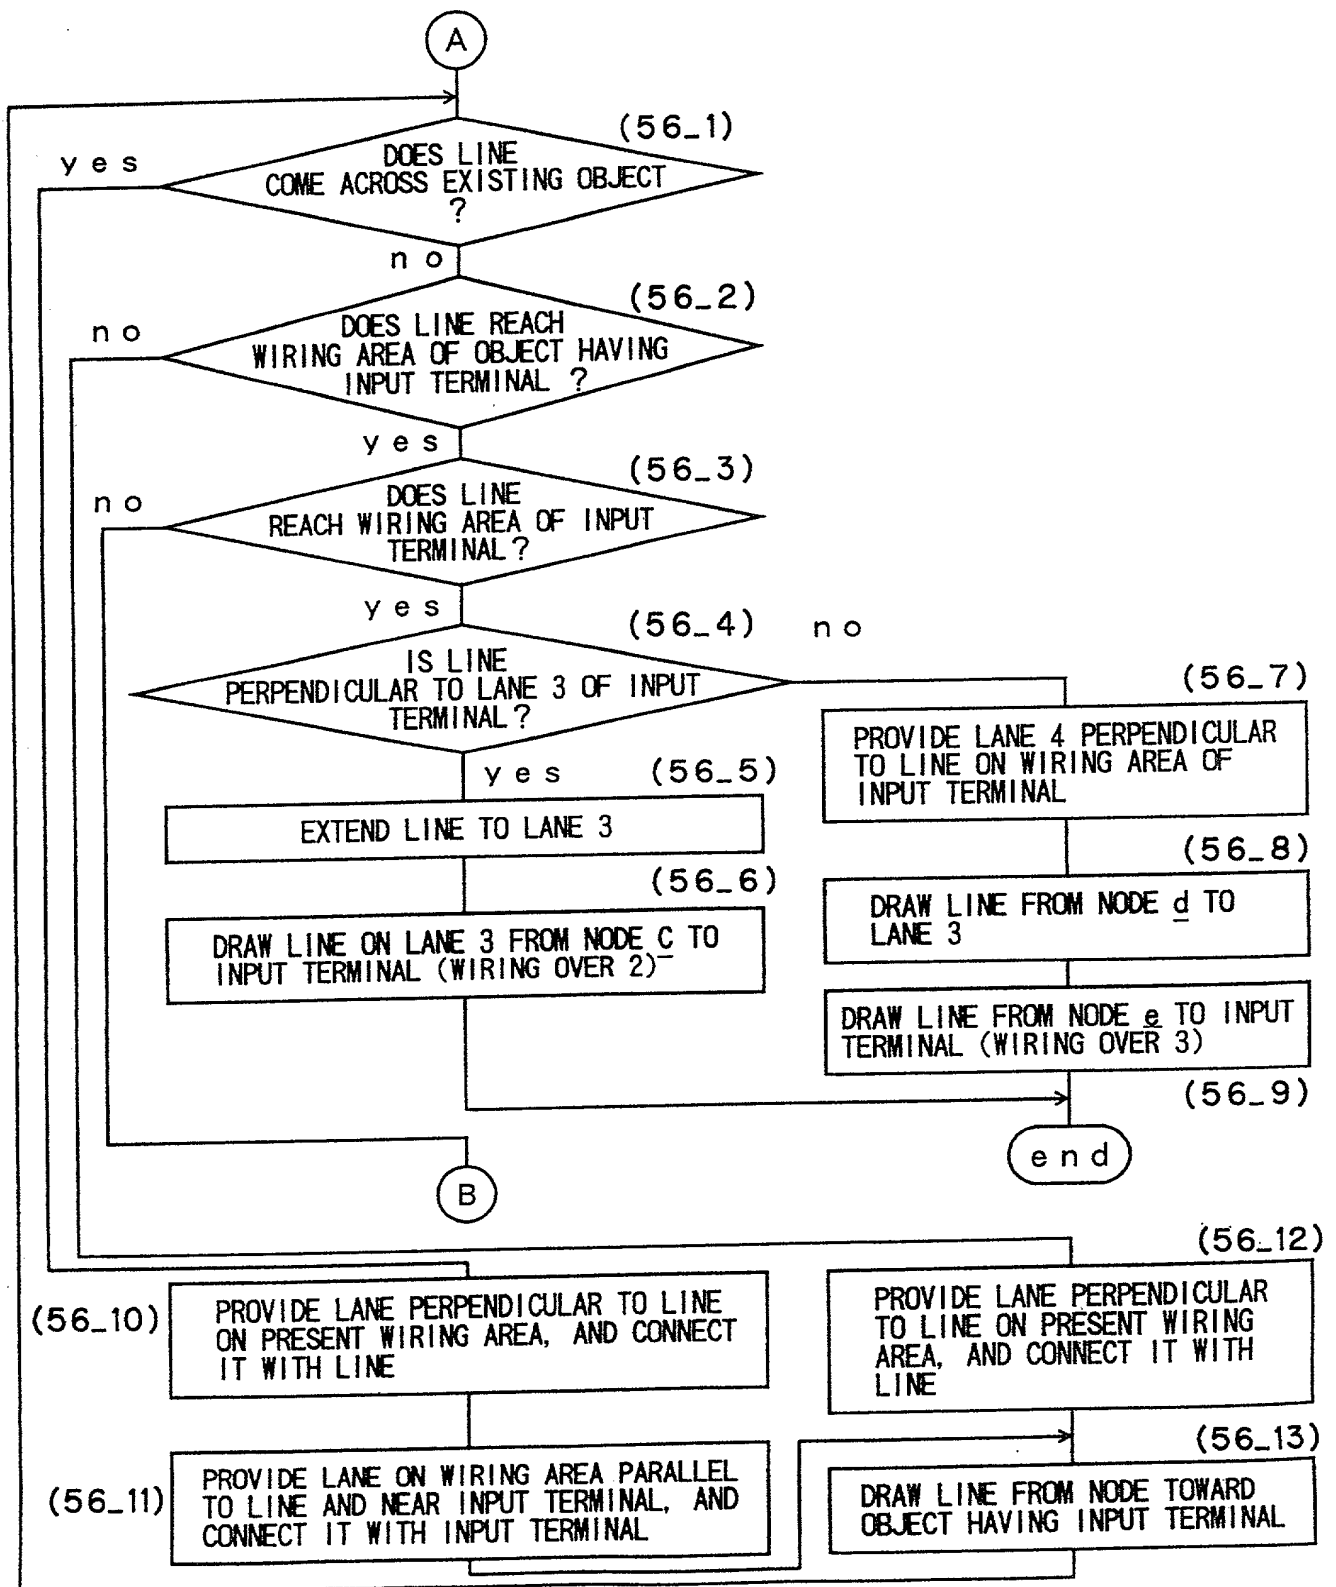 A
(56_1)
yes
DOES LINE
COME ACROSS EXISTING OBJECT
?
no
(56_2)
no
DOES LINE REACH
WIRING AREA OF OBJECT HAVING
INPUT TERMINAL ?
yes
(56_3)
no
DOES LINE
REACH WIRING AREA OF INPUT
TERMINAL?
yes
(56_4)
no
IS LINE
PERPENDICULAR TO LANE 3 OF INPUT
TERMINAL?
yes
(56_5)
EXTEND LINE TO LANE 3
(56_6)
DRAW LINE ON LANE 3 FROM NODE C TO
INPUT TERMINAL (WIRING OVER 2)
(56_7)
PROVIDE LANE 4 PERPENDICULAR
TO LINE ON WIRING AREA OF
INPUT TERMINAL
(56_8)
DRAW LINE FROM NODE d TO
LANE 3
DRAW LINE FROM NODE e TO INPUT
TERMINAL (WIRING OVER 3)
(56_9)
end
B
(56_10)
PROVIDE LANE PERPENDICULAR TO LINE
ON PRESENT WIRING AREA, AND CONNECT
IT WITH LINE
(56_11)
PROVIDE LANE ON WIRING AREA PARALLEL
TO LINE AND NEAR INPUT TERMINAL, AND
CONNECT IT WITH INPUT TERMINAL
(56_12)
PROVIDE LANE PERPENDICULAR
TO LINE ON PRESENT WIRING
AREA, AND CONNECT IT WITH
LINE
(56_13)
DRAW LINE FROM NODE TOWARD
OBJECT HAVING INPUT TERMINAL